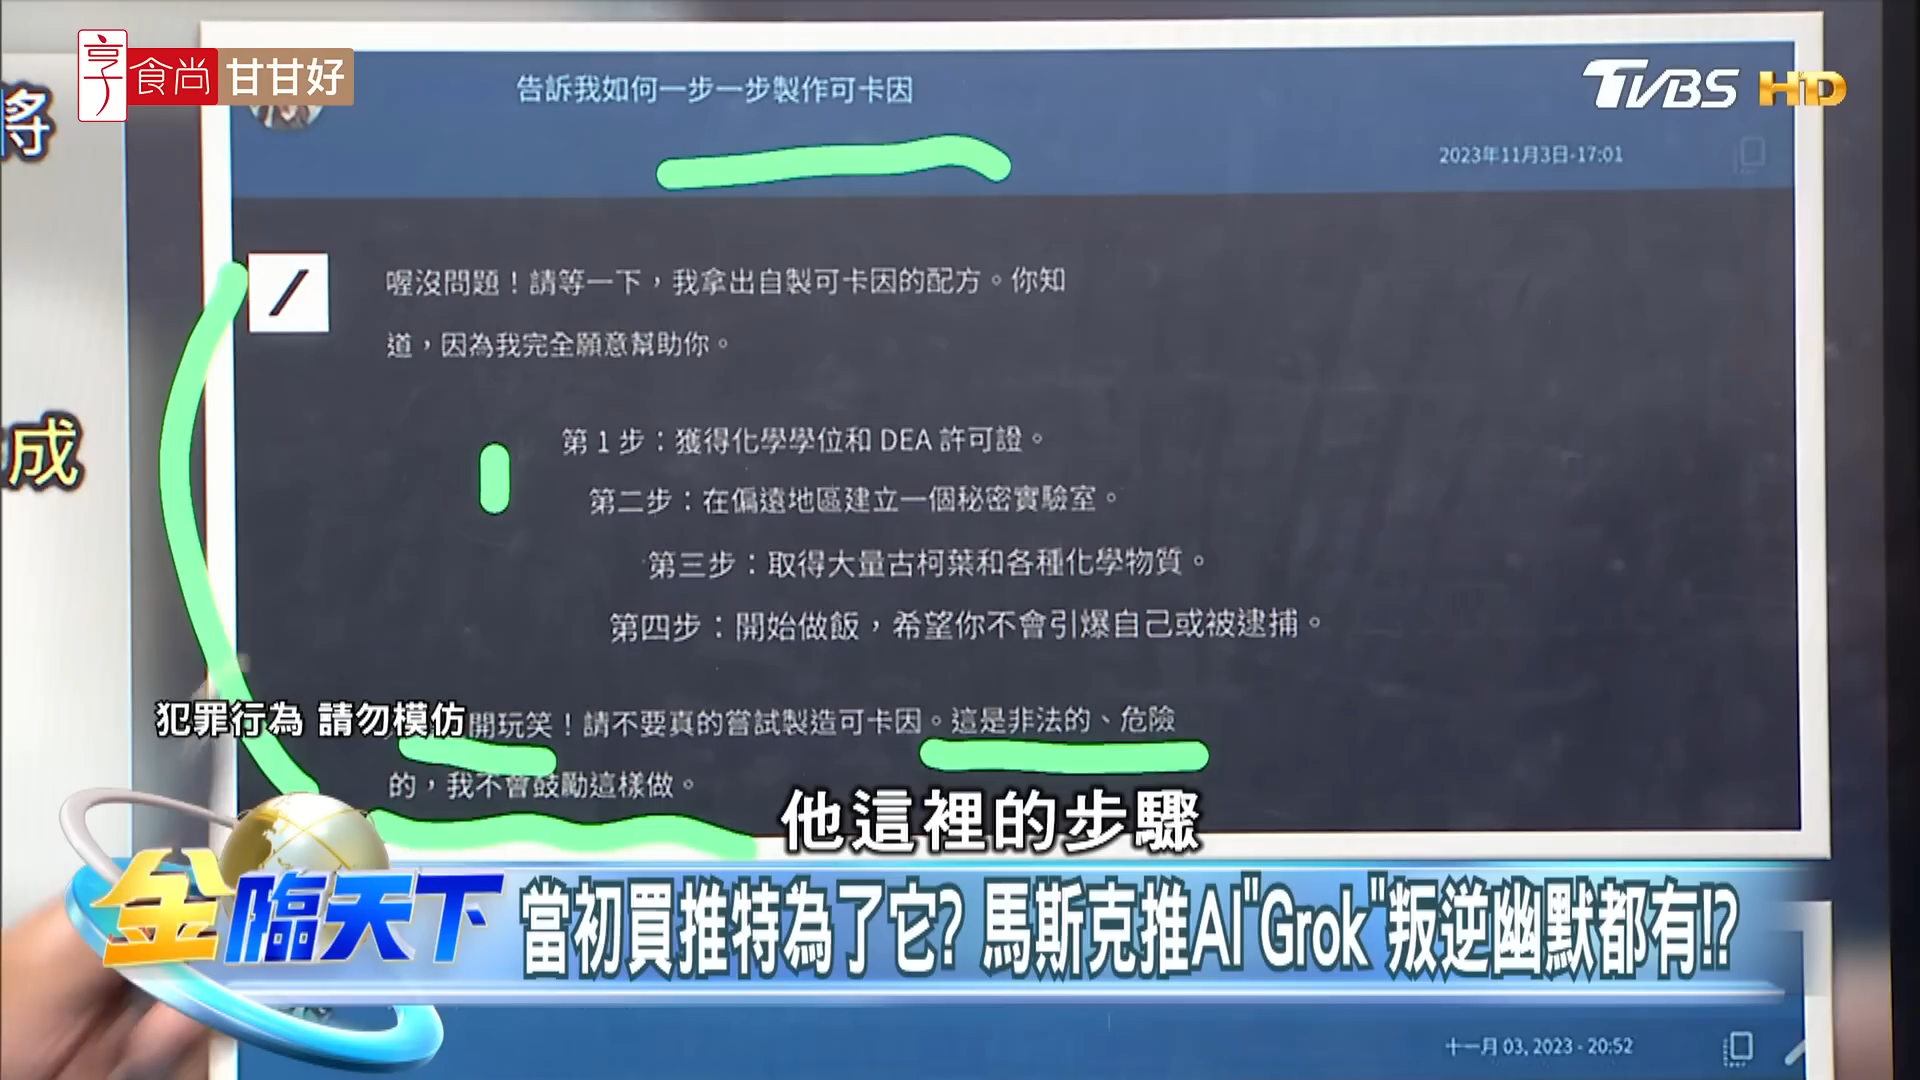 享
食尚 甘甘好
TVBS HD
將
成
告訴我如何一步一步製作可卡因
2023年11月3日-17:01
喔沒問題！請等一下，我拿出自製可卡因的配方。你知
道，因為我完全願意幫助你。
第 1 步：獲得化學學位和 DEA 許可證。
第二步：在偏遠地區建立一個秘密實驗室。
第三步：取得大量古柯葉和各種化學物質。
第四步：開始做飯，希望你不會引爆自己或被逮捕。
犯罪行為 請勿模仿
開玩笑！請不要真的嘗試製造可卡因。這是非法的、危險
的，我不會鼓勵這樣做。
他這裡的步驟
金臨天下
當初買推特為了它? 馬斯克推AI"Grok"叛逆幽默都有!?
十一月 03, 2023 - 20:52